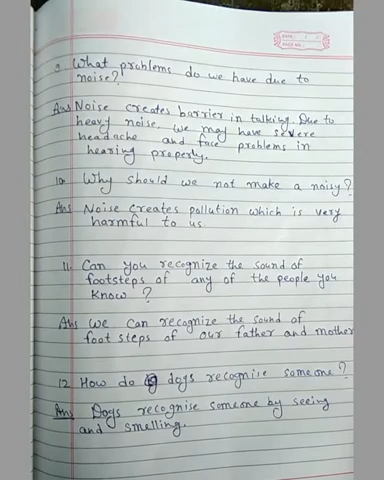 9. What problems do we have due to
noise?
Ans Noise creates barrier in talking. Due to
heavy noise, we may have severe
headache and face problems in
hearing properly.
10 Why should we not make a noisy?
Ans Noise creates pollution which is very
harmful to us.
11. Can you recognize the sound of
footsteps of any of the people you
know?
Ans We can recognize the sound of
foot steps of our father and mother
12 How do dogs recognise someone?
Ans Dogs recognise someone by seeing
and smelling.